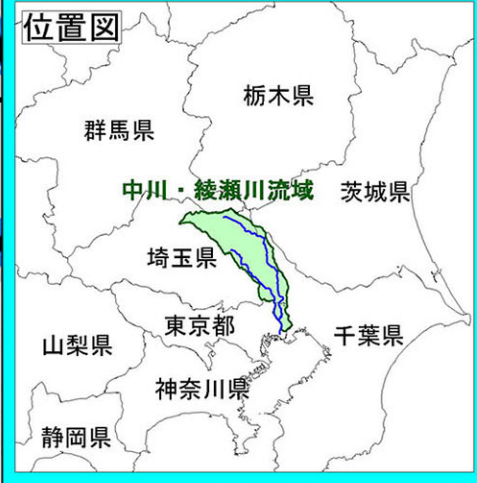 位置図
栃木県
群馬県
中川・綾瀬川流域
茨城県
埼玉県
東京都
千葉県
山梨県
神奈川県
静岡県